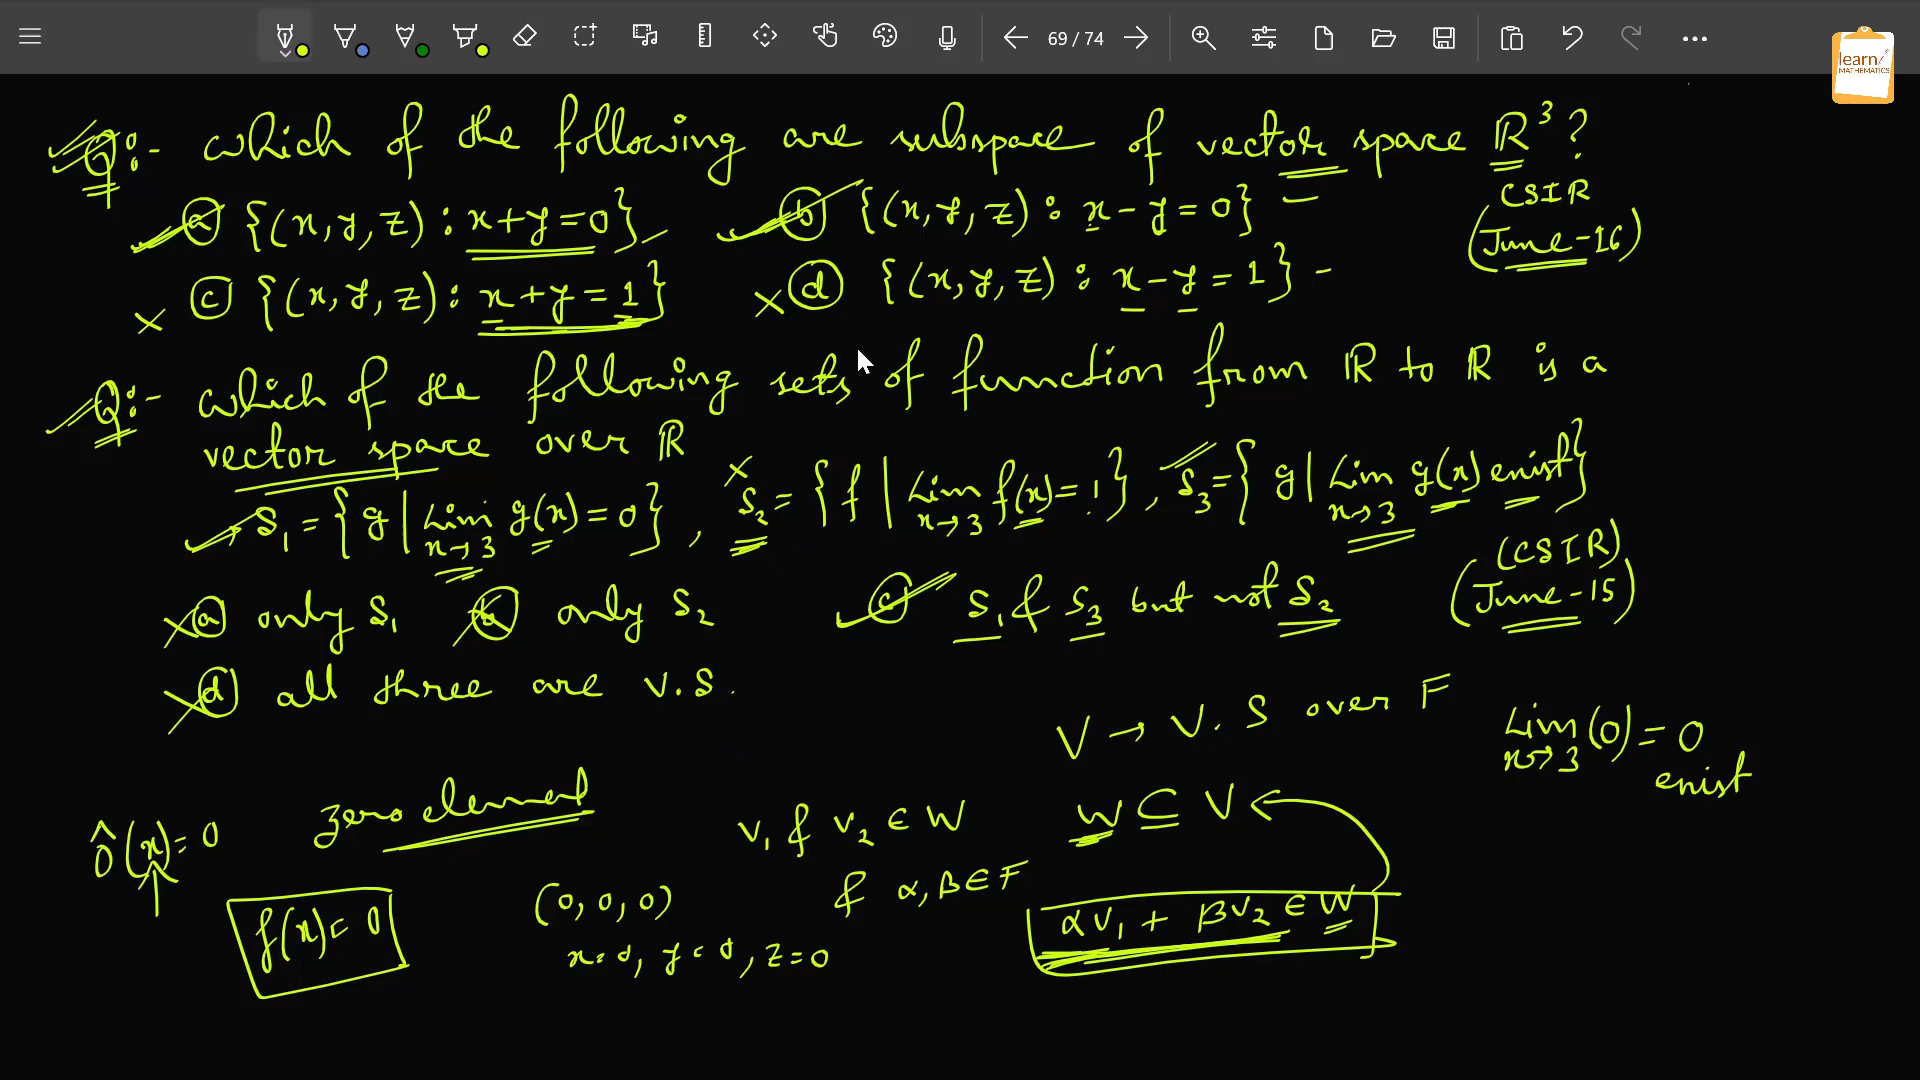 69 / 74
learn
MATHEMATICS
Q:- which of the following are subspace of vector space ℝ³?
ⓐ {(x, y, z) : x+y=0} ⓑ {(x, y, z) : x-y=0}
CSIR
(June-16)
ⓒ {(x, y, z) : x+y=1} ⓓ {(x, y, z) : x-y=1}
Q:- which of the following sets of function from ℝ to ℝ is a
vector space over ℝ
S₁ = {g | Lim x→3 g(x)=0}, S₂ = {f | Lim x→3 f(x)=1}, S₃ = {g | Lim x→3 g(x) exist}
(CSIR)
(June-15)
ⓐ only S₁ ⓑ only S₂ ⓒ S₁ & S₃ but not S₂
ⓓ all three are V.S.
V → V.S over F
Lim x→3 (0) = 0
exist
0̂(x)=0
zero element
v₁ & v₂ ∈ W
W ⊆ V
f(x)=0
(0, 0, 0)
& α, β ∈ F
αv₁ + βv₂ ∈ W
x=0, y=0, z=0